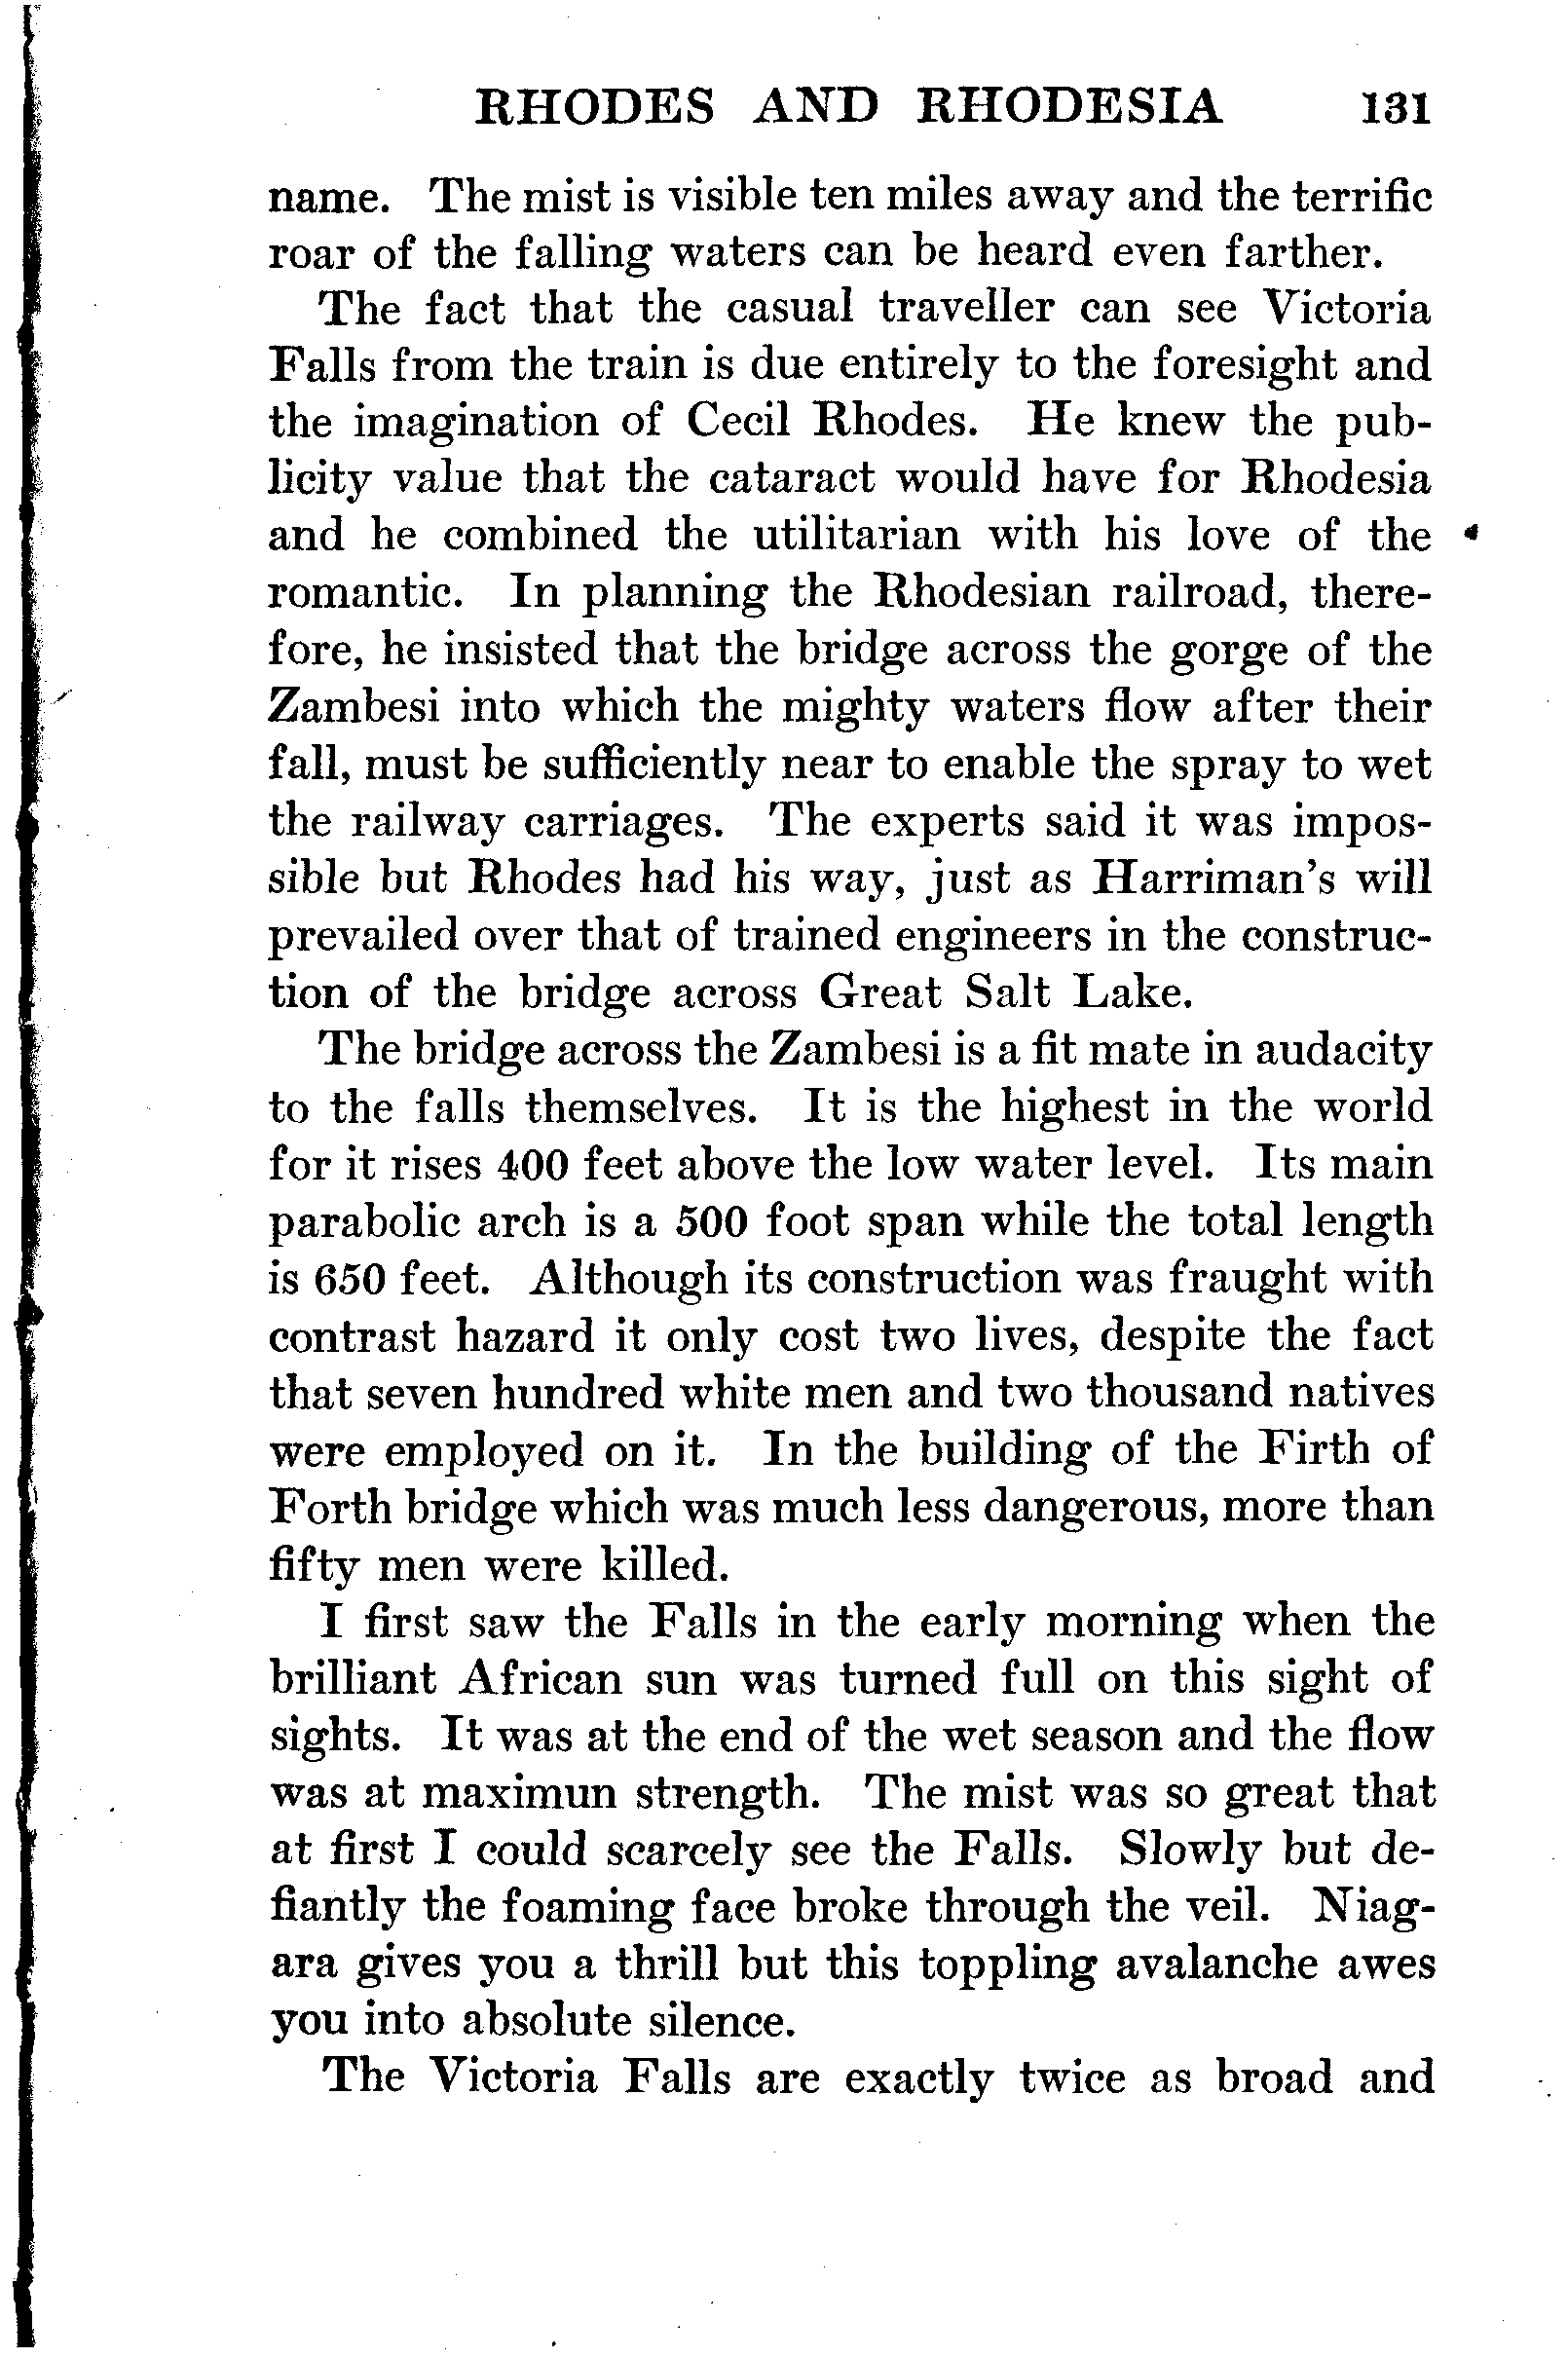 RHODES AND RHODESIA 131
name. The mist is visible ten miles away and the terrific
roar of the falling waters can be heard even farther.
The fact that the casual traveller can see Victoria
Falls from the train is due entirely to the foresight and
the imagination of Cecil Rhodes. He knew the pub-
licity value that the cataract would have for Rhodesia
and he combined the utilitarian with his love of the
romantic. In planning the Rhodesian railroad, there-
fore, he insisted that the bridge across the gorge of the
Zambesi into which the mighty waters flow after their
fall, must be sufficiently near to enable the spray to wet
the railway carriages. The experts said it was impos-
sible but Rhodes had his way, just as Harriman's will
prevailed over that of trained engineers in the construc-
tion of the bridge across Great Salt Lake.
The bridge across the Zambesi is a fit mate in audacity
to the falls themselves. It is the highest in the world
for it rises 400 feet above the low water level. Its main
parabolic arch is a 500 foot span while the total length
is 650 feet. Although its construction was fraught with
contrast hazard it only cost two lives, despite the fact
that seven hundred white men and two thousand natives
were employed on it. In the building of the Firth of
Forth bridge which was much less dangerous, more than
fifty men were killed.
I first saw the Falls in the early morning when the
brilliant African sun was turned full on this sight of
sights. It was at the end of the wet season and the flow
was at maximun strength. The mist was so great that
at first I could scarcely see the Falls. Slowly but de-
fiantly the foaming face broke through the veil. Niag-
ara gives you a thrill but this toppling avalanche awes
you into absolute silence.
The Victoria Falls are exactly twice as broad and